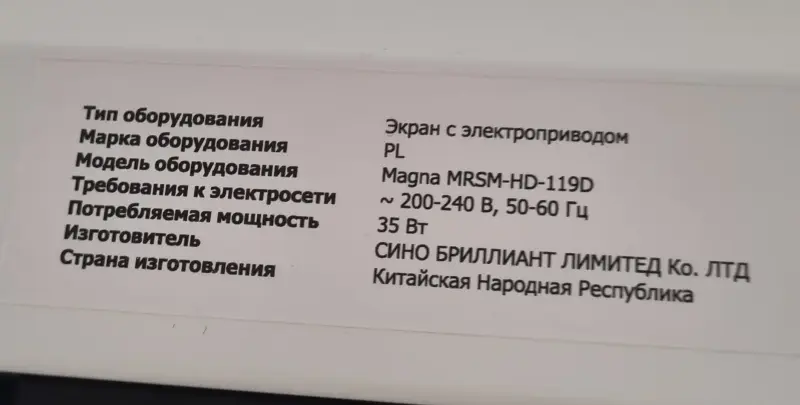 Тип оборудования Экран с электроприводом
Марка оборудования PL
Модель оборудования Magna MRSM-HD-119D
Требования к электросети ~ 200-240 В, 50-60 Гц
Потребляемая мощность 35 Вт
Изготовитель СИНО БРИЛЛИАНТ ЛИМИТЕД Ко. ЛТД
Страна изготовления Китайская Народная Республика